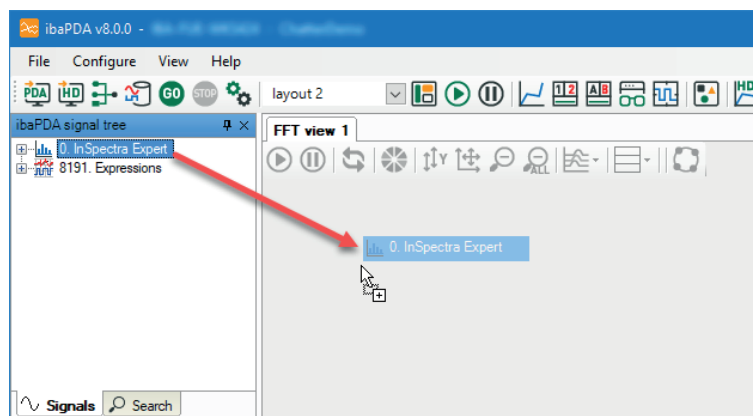 ibaPDA v8.0.0 -
File Configure View Help
PDA HD GO STOP layout 2 12 AB HD
ibaPDA signal tree
FFT view 1
0. InSpectra Expert
8191. Expressions
Y ALL
0. InSpectra Expert
Signals Search